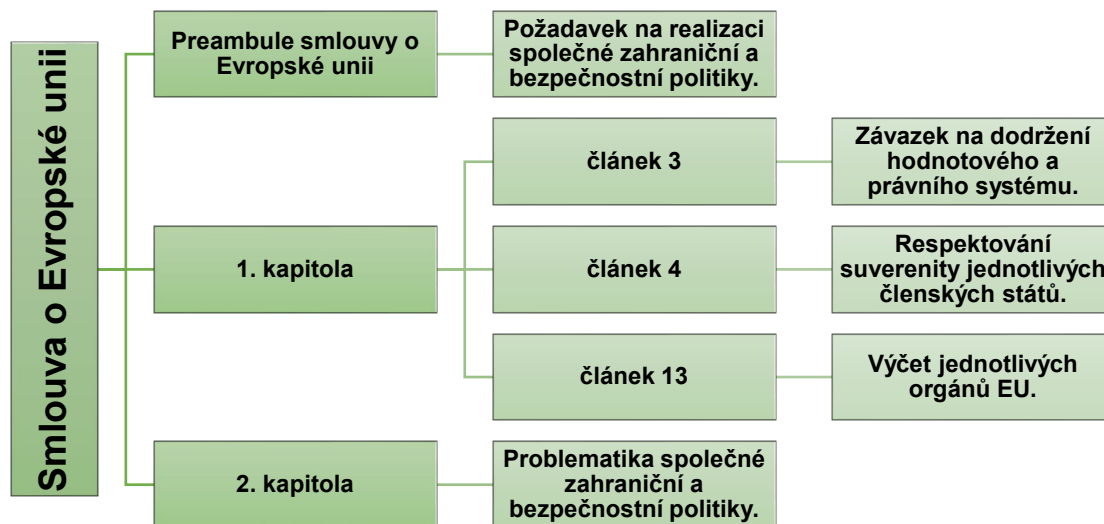 Smlouva o Evropské unii
Preambule smlouvy o
Evropské unii
Požadavek na realizaci
společné zahraniční a
bezpečnostní politiky.
1. kapitola
článek 3
Závazek na dodržení
hodnotového a
právního systému.
článek 4
Respektování
suverenity jednotlivých
členských států.
článek 13
Výčet jednotlivých
orgánů EU.
2. kapitola
Problematika společné
zahraniční a
bezpečnostní politiky.